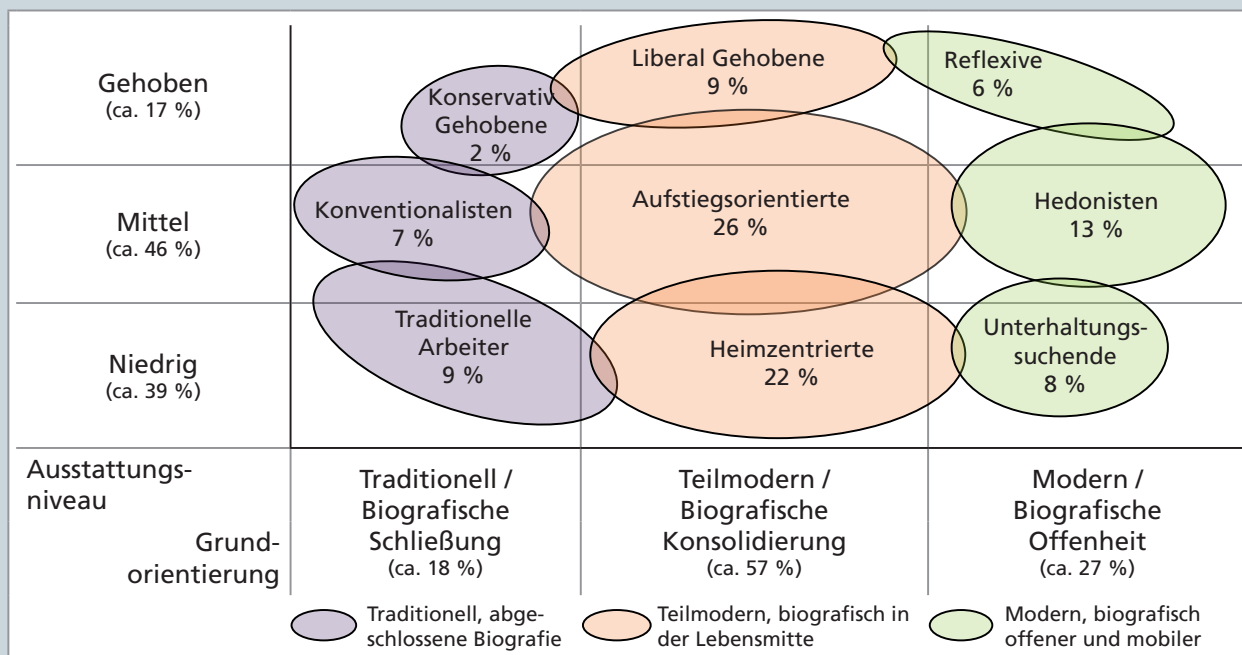 Gehoben
(ca. 17 %)
Konservativ
Gehobene
2 %
Liberal Gehobene
9 %
Reflexive
6 %
Mittel
(ca. 46 %)
Konventionalisten
7 %
Aufstiegsorientierte
26 %
Hedonisten
13 %
Niedrig
(ca. 39 %)
Traditionelle
Arbeiter
9 %
Heimzentrierte
22 %
Unterhaltungs-
suchende
8 %
Ausstattungs-
niveau
Grund-
orientierung
Traditionell /
Biografische
Schließung
(ca. 18 %)
Teilmodern /
Biografische
Konsolidierung
(ca. 57 %)
Modern /
Biografische
Offenheit
(ca. 27 %)
Traditionell, abge-
schlossene Biografie
Teilmodern, biografisch in
der Lebensmitte
Modern, biografisch
offener und mobiler